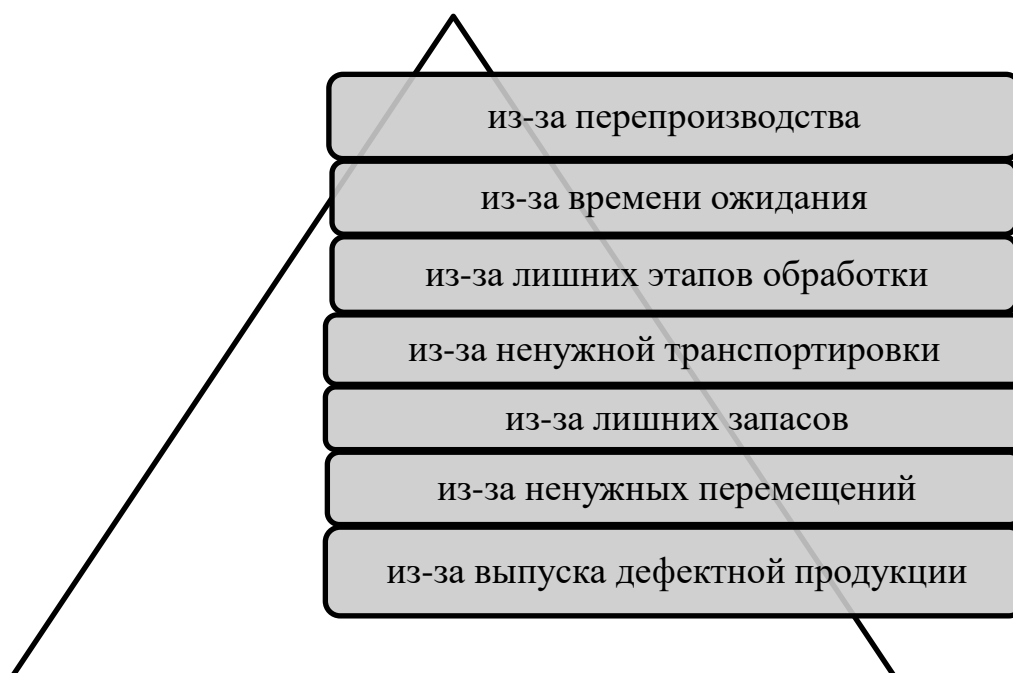 из-за перепроизводства
из-за времени ожидания
из-за лишних этапов обработки
из-за ненужной транспортировки
из-за лишних запасов
из-за ненужных перемещений
из-за выпуска дефектной продукции